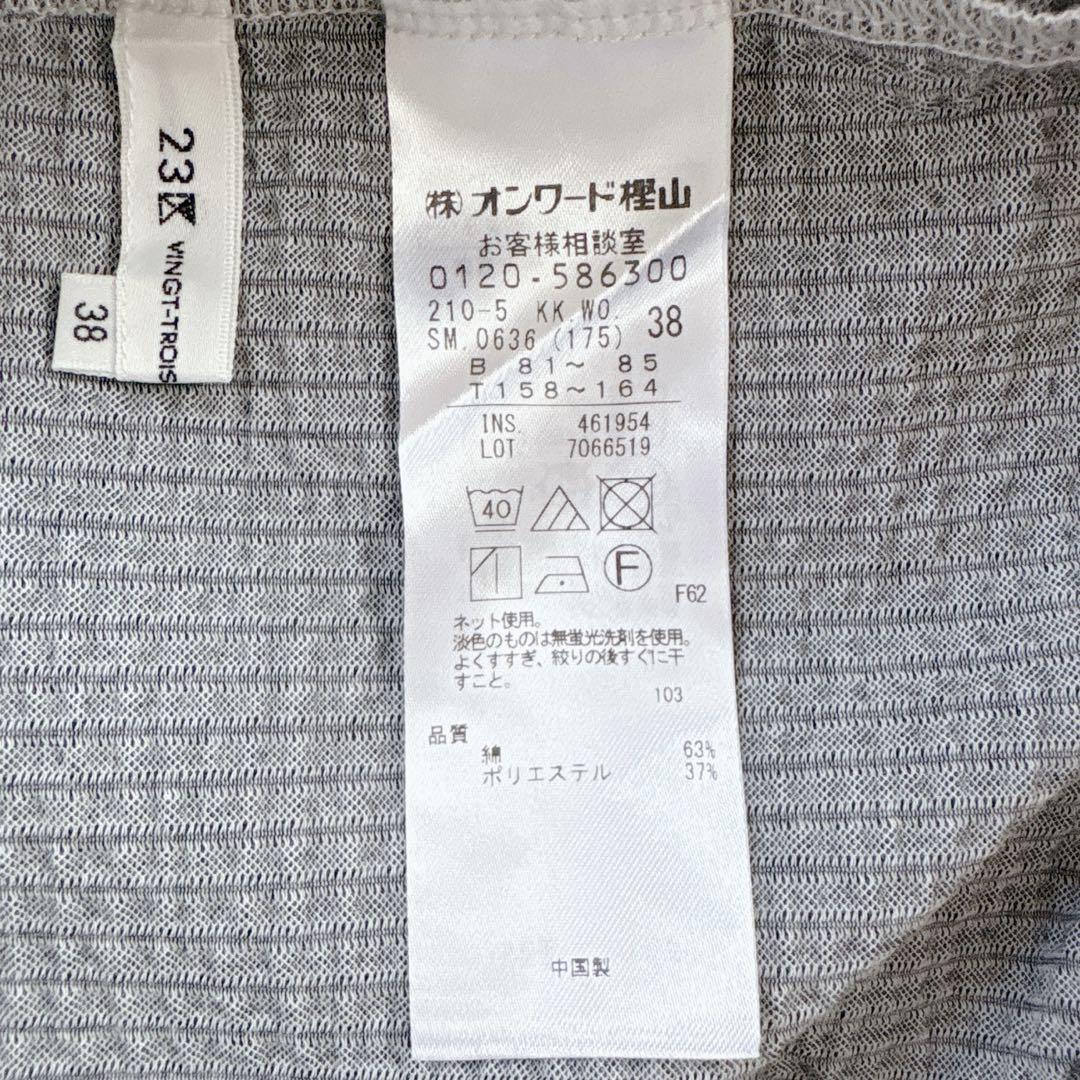 23区
VINGT-TROIS
38
㈱オンワード樫山
お客様相談室
0120-586300
210-5 KK.WO.
SM.0636 (175) 38
B 81～ 85
T158～164
INS. 461954
LOT 7066519
40
F
F62
ネット使用。
淡色のものは無蛍光洗剤を使用。
よくすすぎ、絞りの後すぐに干
すこと。
103
品質
綿 63%
ポリエステル 37%
中国製